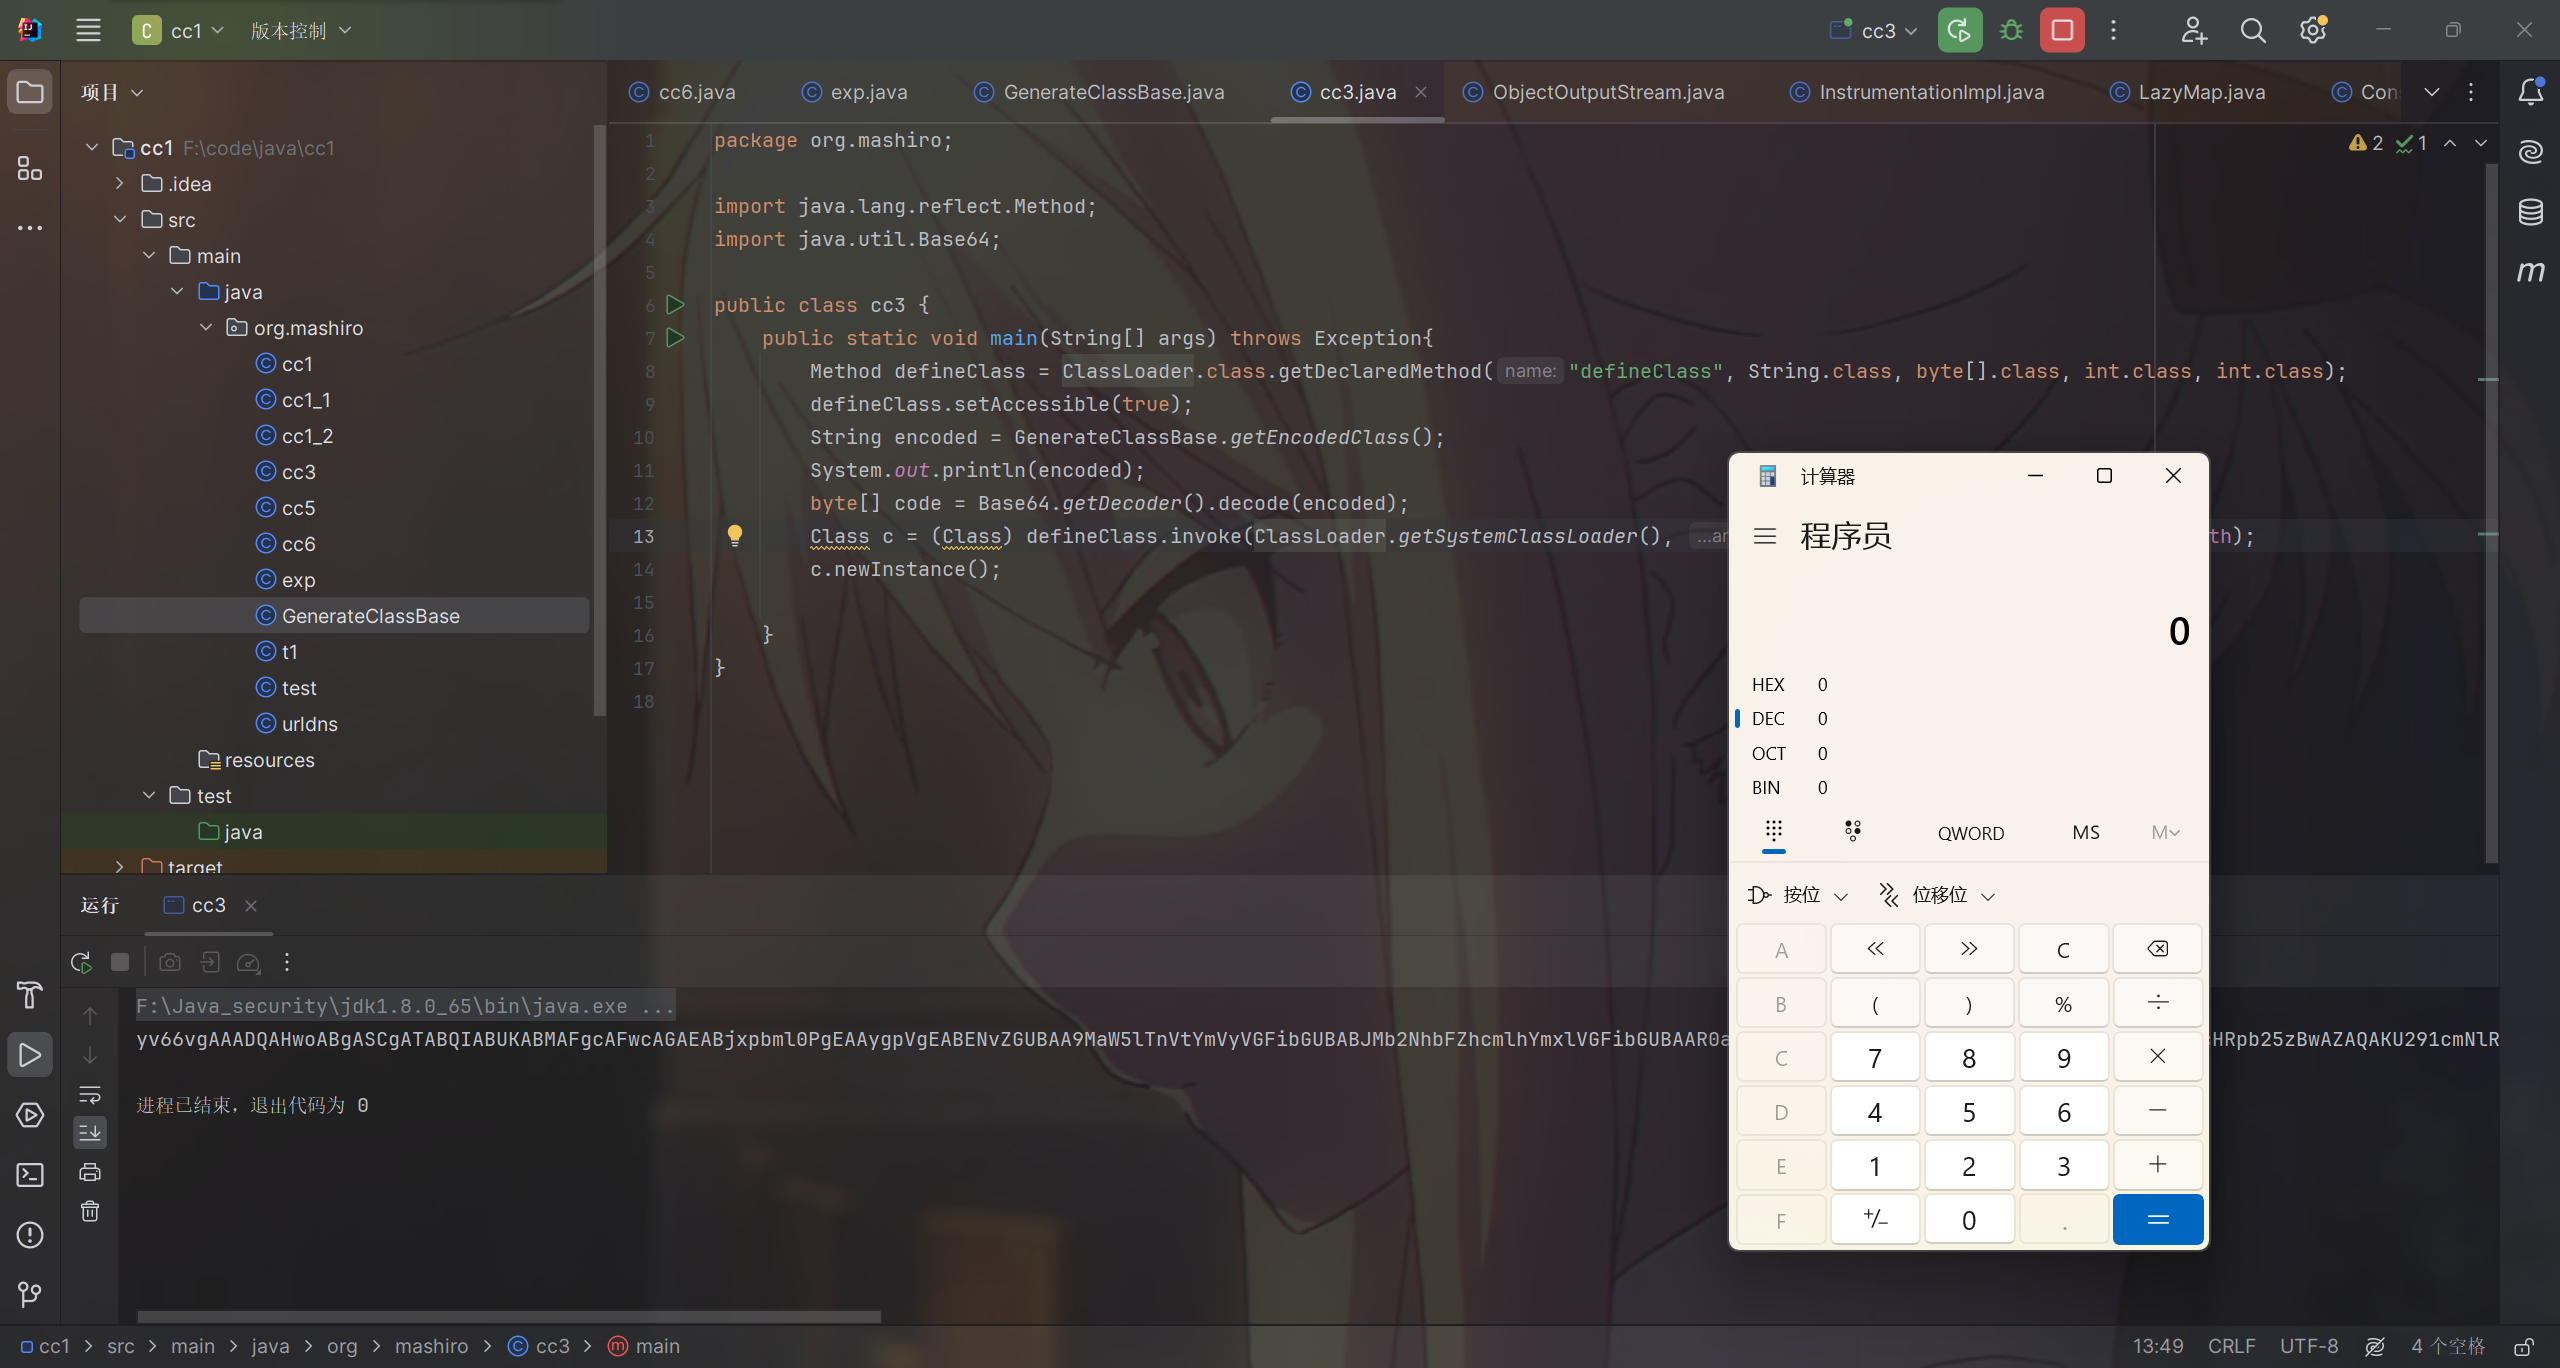 cc1 版本控制 cc3
项目
cc6.java exp.java GenerateClassBase.java cc3.java ObjectOutputStream.java InstrumentationImpl.java LazyMap.java Con
cc1 F:\code\java\cc1
.idea
src
main
java
org.mashiro
cc1
cc1_1
cc1_2
cc3
cc5
cc6
exp
GenerateClassBase
t1
test
urldns
resources
test
java
target
2 1
1 package org.mashiro;
2
3 import java.lang.reflect.Method;
4 import java.util.Base64;
5
6 public class cc3 {
7 public static void main(String[] args) throws Exception{
8 Method defineClass = ClassLoader.class.getDeclaredMethod( name: "defineClass", String.class, byte[].class, int.class, int.class);
9 defineClass.setAccessible(true);
10 String encoded = GenerateClassBase.getEncodedClass();
11 System.out.println(encoded);
12 byte[] code = Base64.getDecoder().decode(encoded);
13 Class c = (Class) defineClass.invoke(ClassLoader.getSystemClassLoader(), ...ar th);
14 c.newInstance();
15
16 }
17 }
18
计算器
程序员
0
HEX 0
DEC 0
OCT 0
BIN 0
QWORD MS M
按位 位移位
A « » C
B ( ) % ÷
C 7 8 9 ×
D 4 5 6 −
E 1 2 3 +
F +/− 0 . =
运行 cc3
F:\Java_security\jdk1.8.0_65\bin\java.exe ...
yv66vgAAADQAHwoABgASCgATABQIABUKABMAFgcAFwcAGAEABjxpbml0PgEAAygpVgEABENvZGUBAA9MaW5lTnVtYmVyVGFibGUBABJMb2NhbFZhcmlhYmxlVGFibGUBAAR0a HRpb25zBwAZAQAKU291cmNlR
进程已结束，退出代码为 0
cc1 src main java org mashiro cc3 main
13:49 CRLF UTF-8 4 个空格